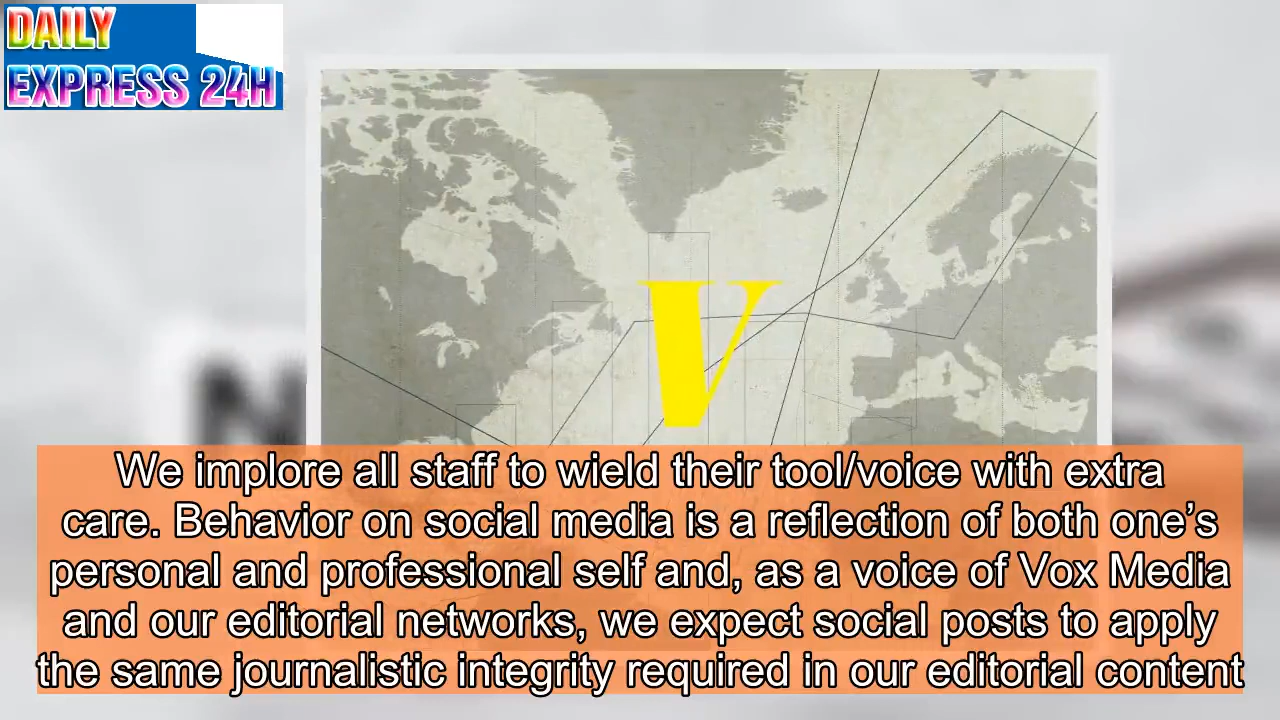 DAILY
EXPRESS 24H
V
N
We implore all staff to wield their tool/voice with extra
care. Behavior on social media is a reflection of both one’s
personal and professional self and, as a voice of Vox Media
and our editorial networks, we expect social posts to apply
the same journalistic integrity required in our editorial content